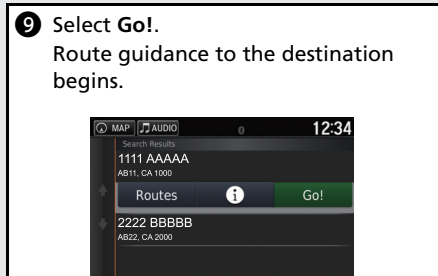 9 Select Go!.
Route guidance to the destination
begins.
MAP AUDIO 12:34
Search Results
1111 AAAAA
AB11, CA 1000
Routes i Go!
2222 BBBBB
AB22, CA 2000